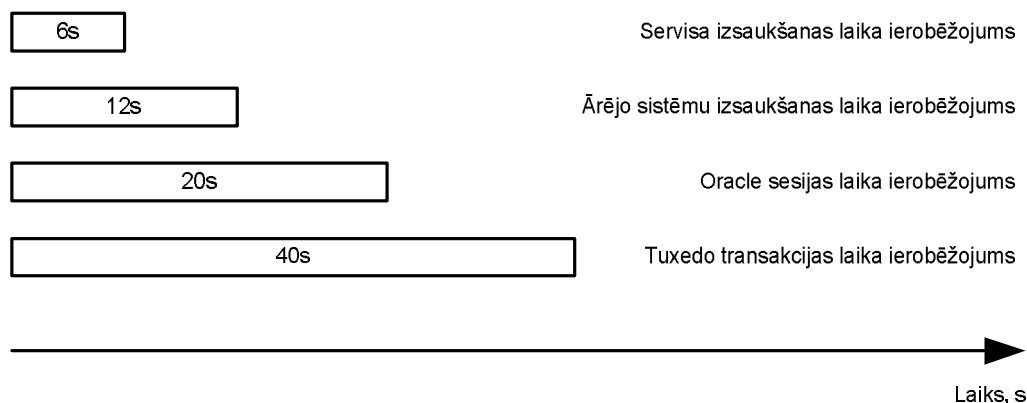 6s Servisa izsaukšanas laika ierobēžojums
12s Ārējo sistēmu izsaukšanas laika ierobēžojums
20s Oracle sesijas laika ierobēžojums
40s Tuxedo transakcijas laika ierobēžojums
Laiks, s